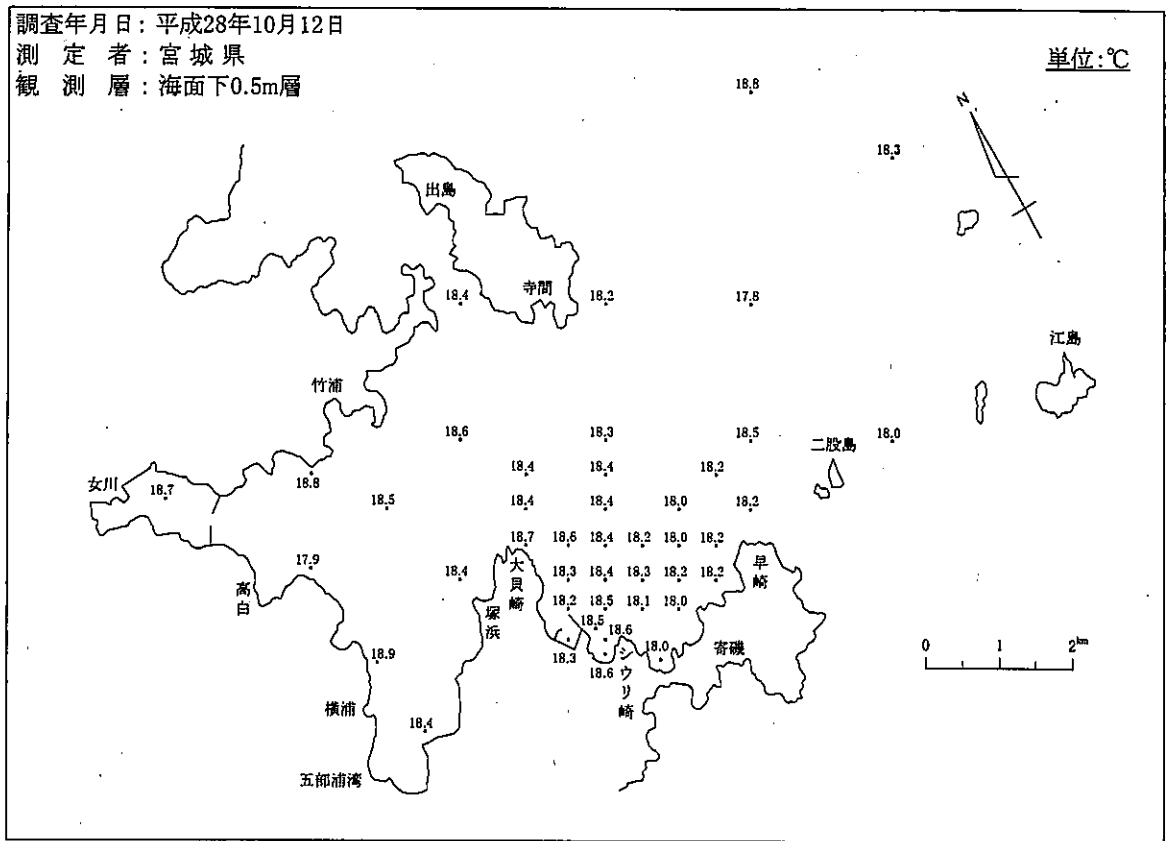 調査年月日：平成28年10月12日
測定者：宮城県
観測層：海面下0.5m層
単位：℃
18.8
N
18.3
出島
寺間
18.4
18.2
17.8
江島
竹浦
18.6
18.3
18.5
二股島
18.0
18.4
18.4
18.2
女川
18.7
18.8
18.5
18.4
18.4
18.0
18.2
18.7
18.6
18.4
18.2
18.0
18.2
早崎
17.9
高白
18.4
塚浜
大貝崎
18.3
18.4
18.3
18.2
18.2
18.2
18.5
18.1
18.0
18.5
18.6
18.3
18.6
シウリ崎
18.0
寄磯
0 1 2km
18.9
横浦
18.4
五部浦湾